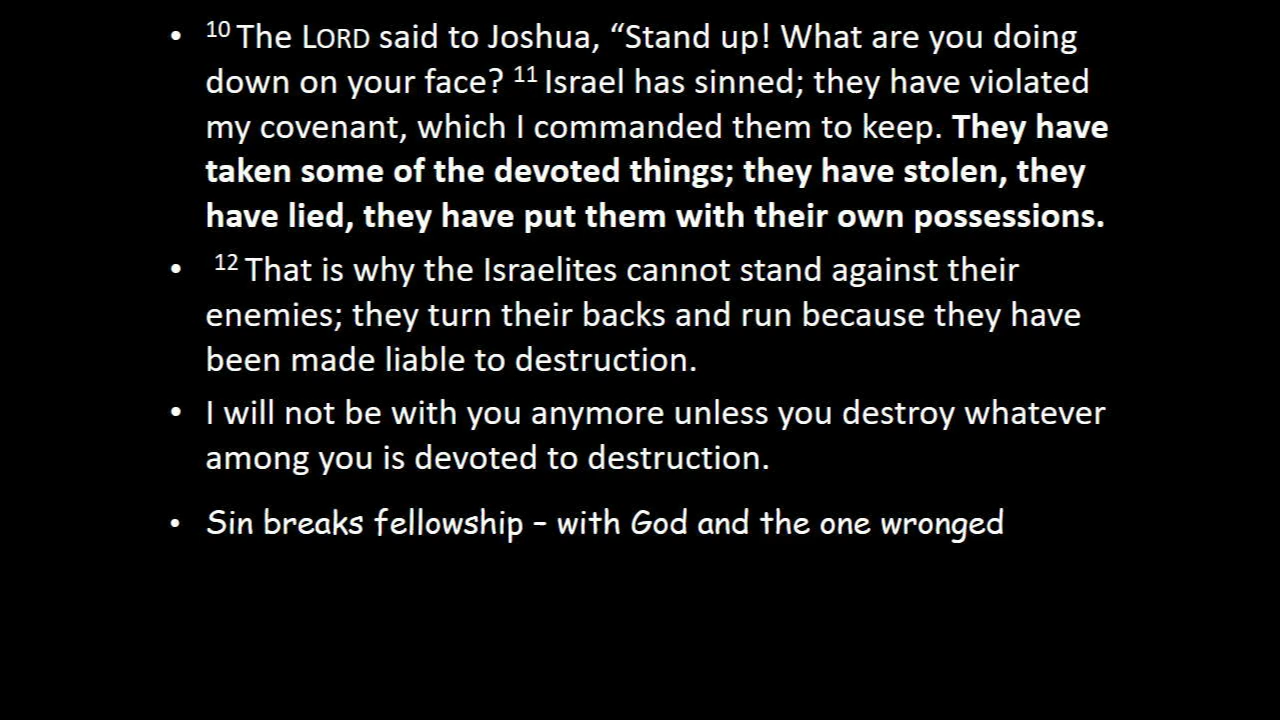 • 10 The LORD said to Joshua, “Stand up! What are you doing
down on your face? 11 Israel has sinned; they have violated
my covenant, which I commanded them to keep. They have
taken some of the devoted things; they have stolen, they
have lied, they have put them with their own possessions.
• 12 That is why the Israelites cannot stand against their
enemies; they turn their backs and run because they have
been made liable to destruction.
• I will not be with you anymore unless you destroy whatever
among you is devoted to destruction.
• Sin breaks fellowship – with God and the one wronged